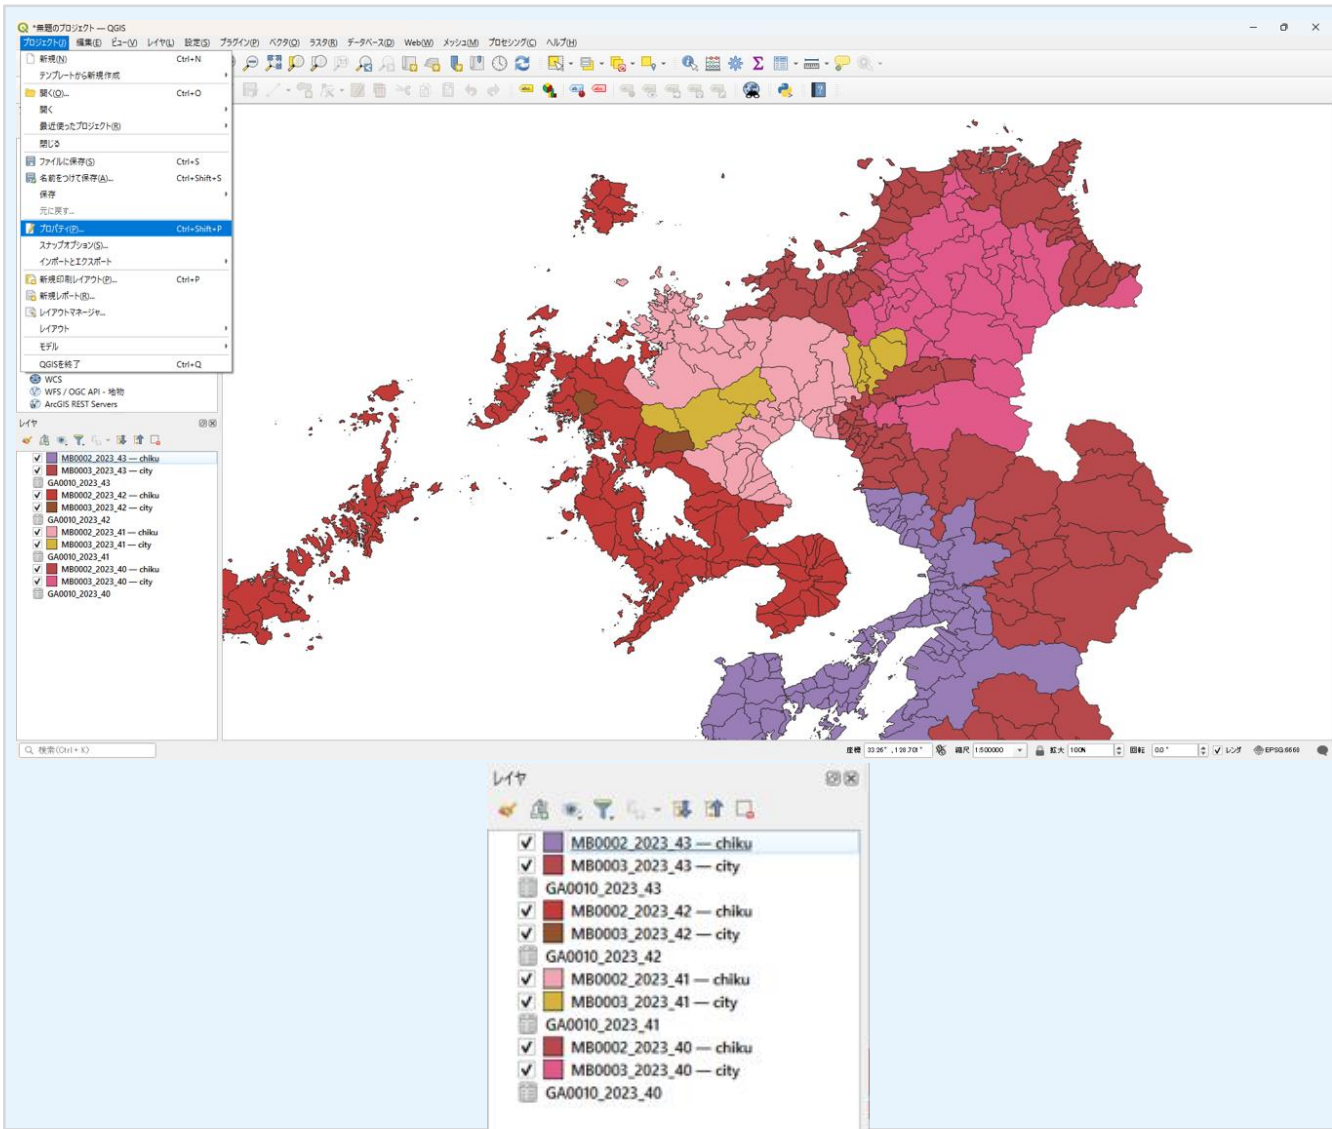 *無題のプロジェクト — QGIS
プロジェクト(J) 編集(E) ビュー(V) レイヤ(L) 設定(S) プラグイン(P) ベクタ(O) ラスタ(R) データベース(D) Web(W) メッシュ(M) プロセシング(C) ヘルプ(H)
新規(N) Ctrl+N
テンプレートから新規作成
開く(O)... Ctrl+O
開く
最近使ったプロジェクト(R)
閉じる
ファイルに保存(S) Ctrl+S
名前をつけて保存(A)... Ctrl+Shift+S
保存
元に戻す...
プロパティ(P)... Ctrl+Shift+P
スナップオプション(S)...
インポートとエクスポート
新規印刷レイアウト(P)... Ctrl+P
新規レポート(R)...
レイアウトマネージャ...
レイアウト
モデル
QGISを終了 Ctrl+Q
WCS
WFS / OGC API - 地物
ArcGIS REST Servers
レイヤ
MB0002_2023_43 — chiku
MB0003_2023_43 — city
GA0010_2023_43
MB0002_2023_42 — chiku
MB0003_2023_42 — city
GA0010_2023_42
MB0002_2023_41 — chiku
MB0003_2023_41 — city
GA0010_2023_41
MB0002_2023_40 — chiku
MB0003_2023_40 — city
GA0010_2023_40
検索(Ctrl + K) 座標 縮尺 1:500000 拡大 100% 回転 0.0° レンダ EPSG:6668
レイヤ
MB0002_2023_43 — chiku
MB0003_2023_43 — city
GA0010_2023_43
MB0002_2023_42 — chiku
MB0003_2023_42 — city
GA0010_2023_42
MB0002_2023_41 — chiku
MB0003_2023_41 — city
GA0010_2023_41
MB0002_2023_40 — chiku
MB0003_2023_40 — city
GA0010_2023_40